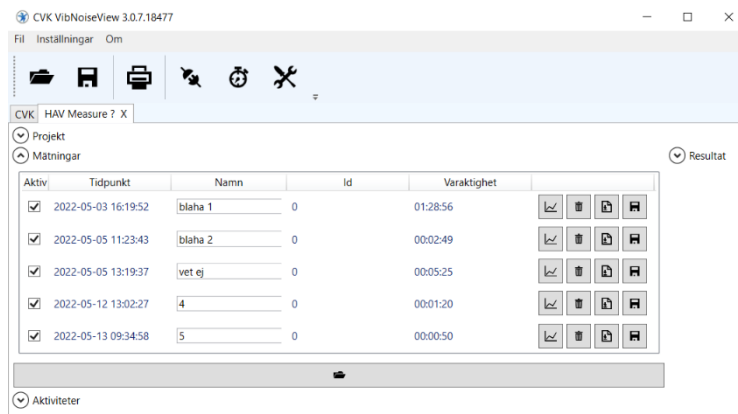 CVK VibNoiseView 3.0.7.18477
Fil Inställningar Om
CVK HAV Measure ? X
Projekt
Mätningar Resultat
Aktiv Tidpunkt Namn Id Varaktighet
2022-05-03 16:19:52 blaha 1 0 01:28:56
2022-05-05 11:23:43 blaha 2 0 00:02:49
2022-05-05 13:19:37 vet ej 0 00:05:25
2022-05-12 13:02:27 4 0 00:01:20
2022-05-13 09:34:58 5 0 00:00:50
Aktiviteter